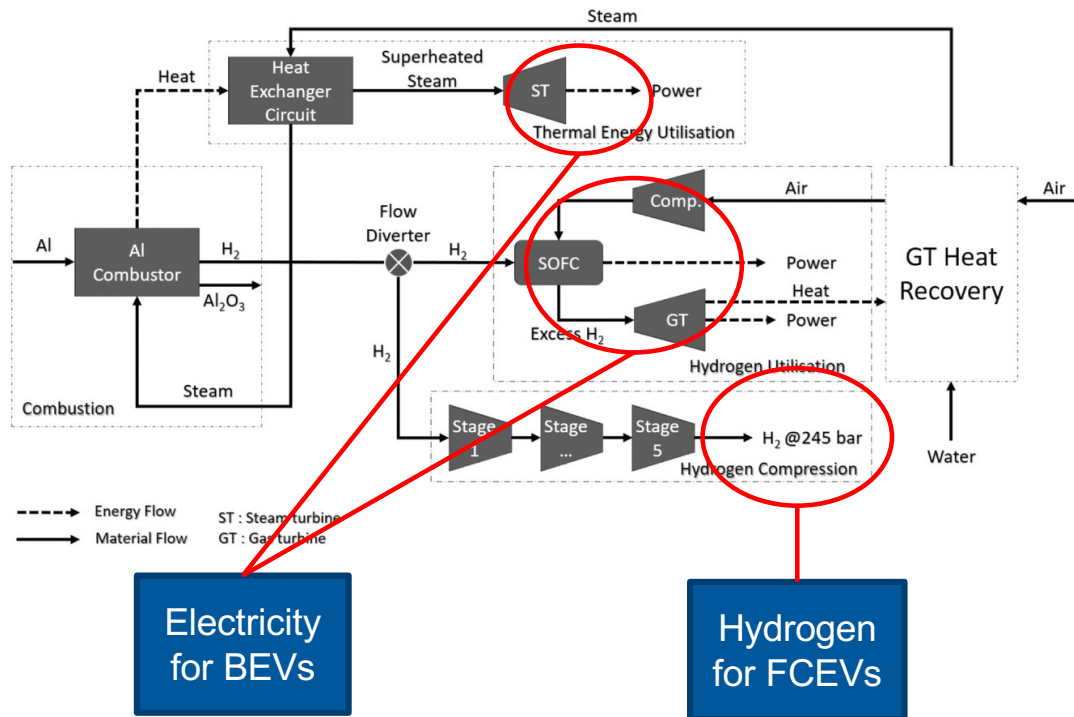 Steam
Heat
Exchanger
Circuit
Heat
Superheated
Steam
ST
Power
Thermal Energy Utilisation
Al
Al
Combustor
H₂
Al₂O₃
Steam
Combustion
Flow
Diverter
H₂
H₂
SOFC
Comp.
Air
Air
Power
Heat
GT
Power
Excess H₂
Hydrogen Utilisation
GT Heat
Recovery
Water
Stage
1
Stage
...
Stage
5
H₂ @245 bar
Hydrogen Compression
Energy Flow
Material Flow
ST : Steam turbine
GT : Gas turbine
Electricity
for BEVs
Hydrogen
for FCEVs